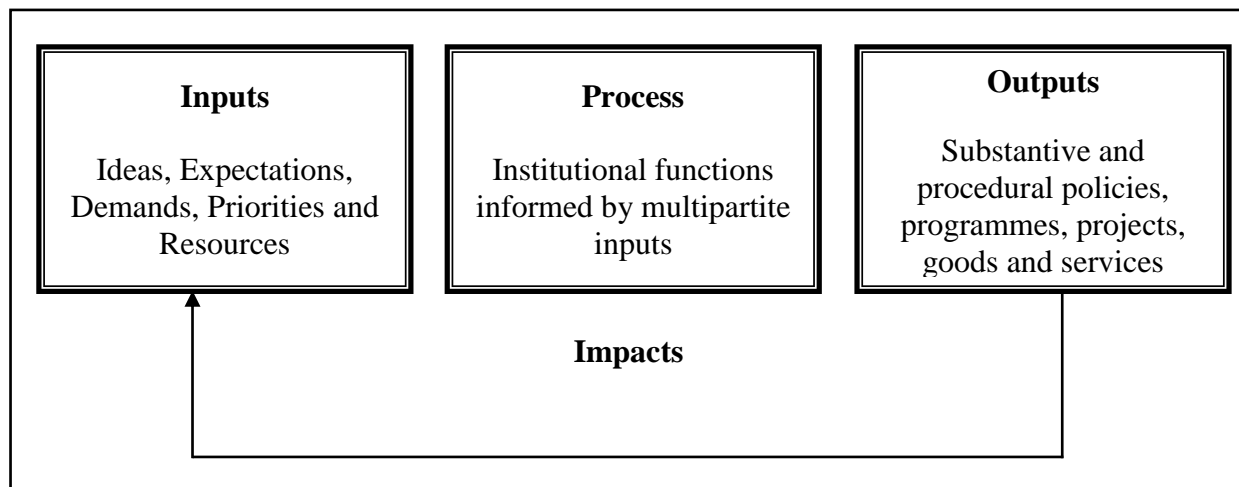 Inputs
Ideas, Expectations,
Demands, Priorities and
Resources
Process
Institutional functions
informed by multipartite
inputs
Outputs
Substantive and
procedural policies,
programmes, projects,
goods and services
Impacts